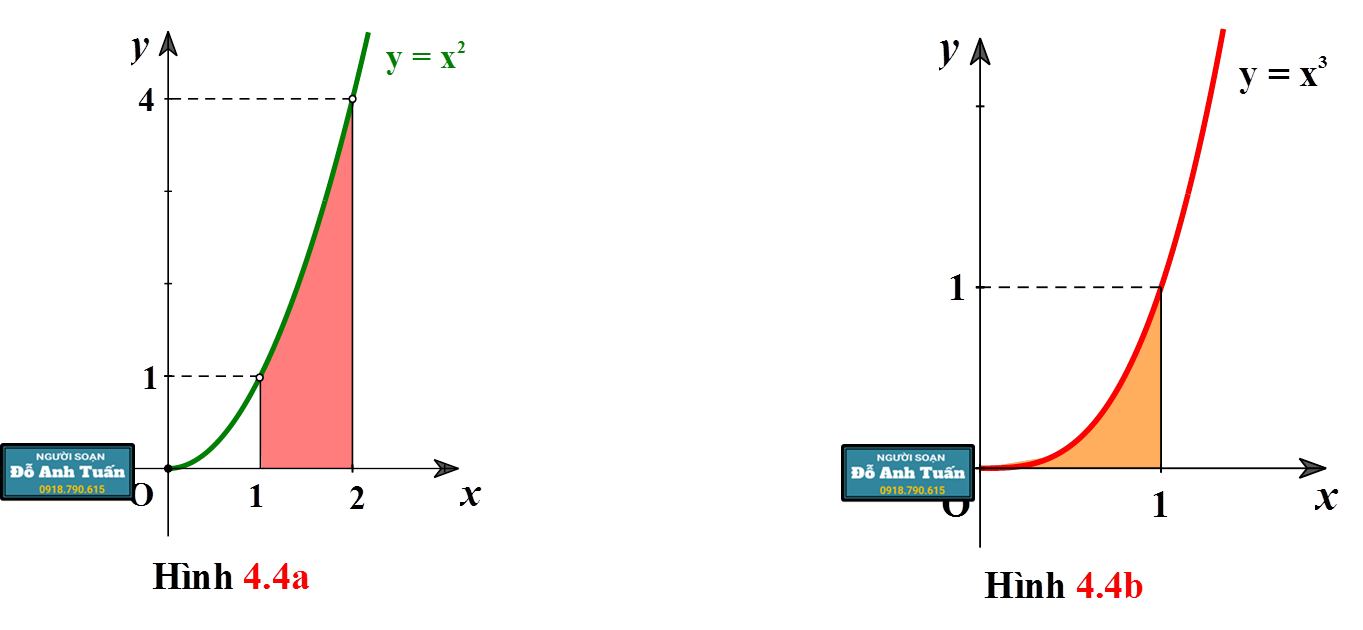 y
y = x²
4
1
NGƯỜI SOẠN
Đỗ Anh Tuấn
0918.790.615
O
1
2
x
Hình 4.4a
y
y = x³
1
NGƯỜI SOẠN
Đỗ Anh Tuấn
0918.790.615
O
1
x
Hình 4.4b